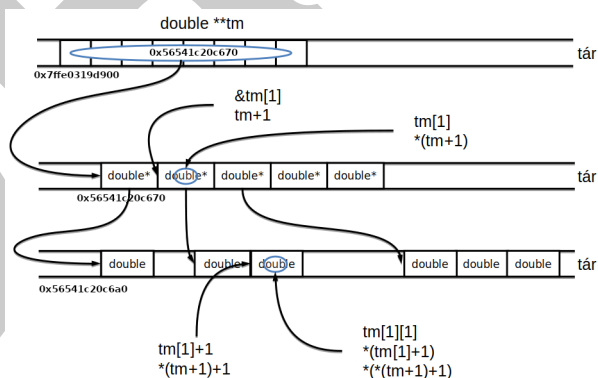 double **tm
0x56541c20c670
tár
0x7ffe0319d900
&tm[1]
tm+1
tm[1]
*(tm+1)
double* double* double* double* double*
tár
0x56541c20c670
double double double double double double
tár
0x56541c20c6a0
tm[1]+1
*(tm+1)+1
tm[1][1]
*(tm[1]+1)
*(*(tm+1)+1)